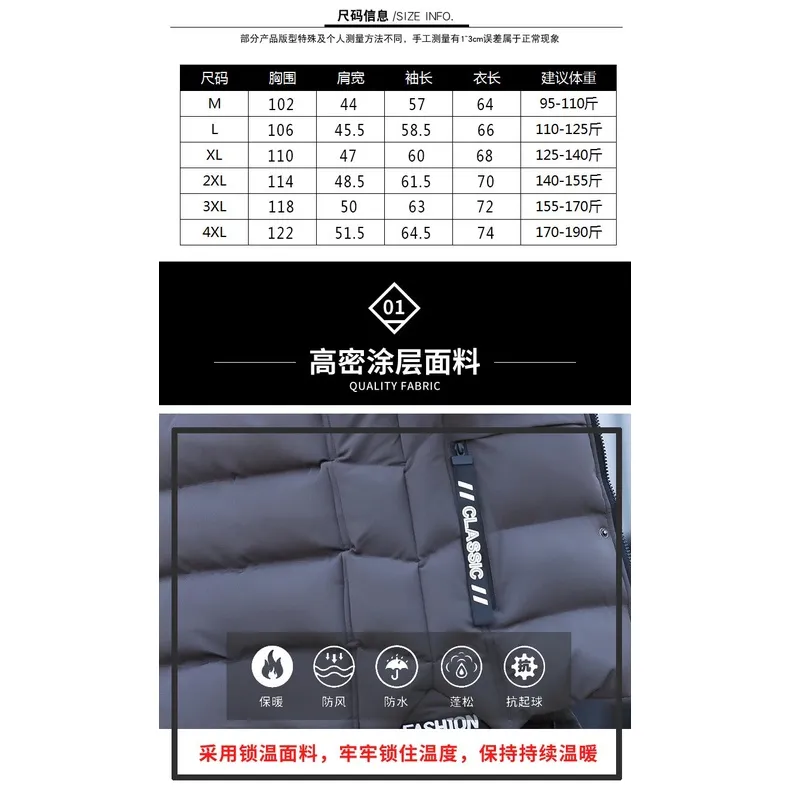 尺码信息 /SIZE INFO.
部分产品版型特殊及个人测量方法不同,手工测量有1~3cm误差属于正常现象
尺码 胸围 肩宽 袖长 衣长 建议体重
M 102 44 57 64 95-110斤
L 106 45.5 58.5 66 110-125斤
XL 110 47 60 68 125-140斤
2XL 114 48.5 61.5 70 140-155斤
3XL 118 50 63 72 155-170斤
4XL 122 51.5 64.5 74 170-190斤
01
高密涂层面料
QUALITY FABRIC
// CLASSIC //
抗
保暖 防风 防水 蓬松 抗起球
FASHION
采用锁温面料，牢牢锁住温度，保持持续温暖